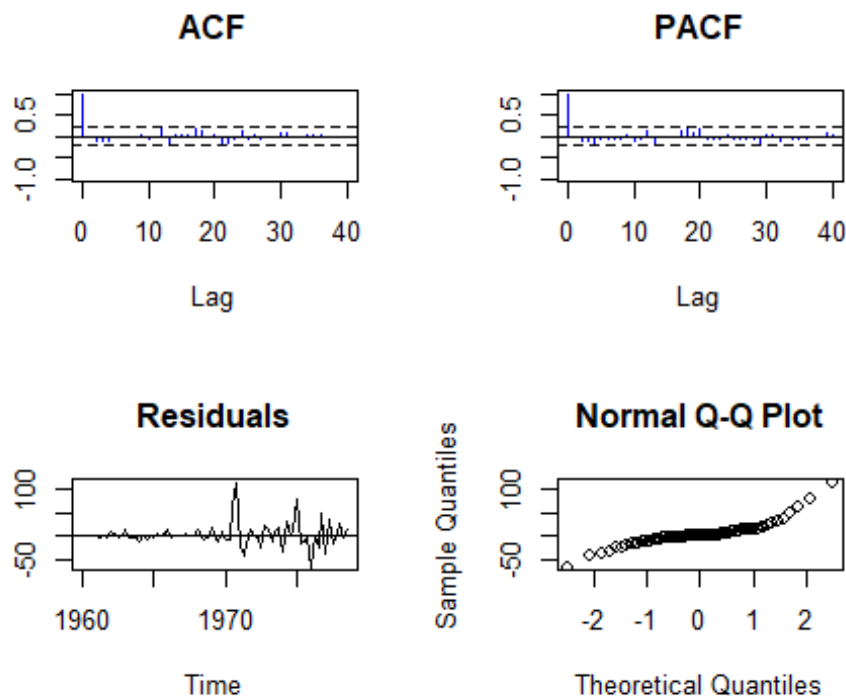 ACF
0.5
-1.0
0 10 20 30 40
Lag
PACF
0.5
-1.0
0 10 20 30 40
Lag
Residuals
100
-50
1960 1970
Time
Normal Q-Q Plot
Sample Quantiles
100
-50
-2 -1 0 1 2
Theoretical Quantiles